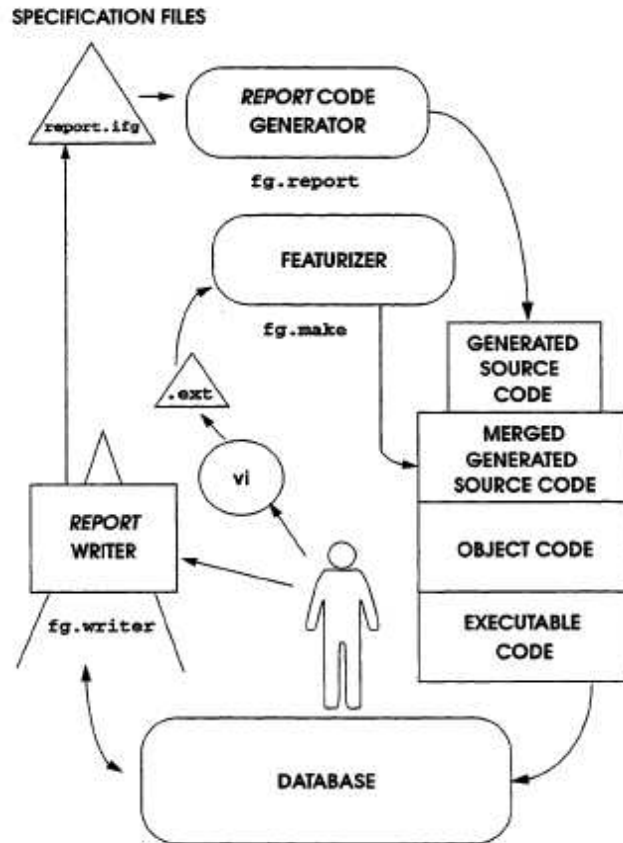 SPECIFICATION FILES
report.ifg
REPORT CODE
GENERATOR
fg.report
FEATURIZER
fg.make
.ext
vi
GENERATED
SOURCE
CODE
MERGED
GENERATED
SOURCE CODE
OBJECT CODE
EXECUTABLE
CODE
REPORT
WRITER
fg.writer
DATABASE